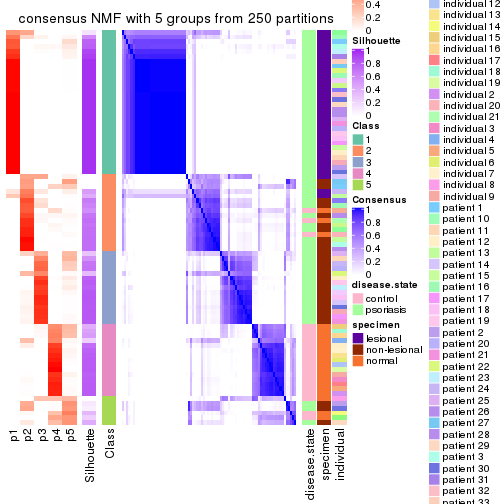 consensus NMF with 5 groups from 250 partitions
p1
p2
p3
p4
p5
Silhouette
Class
disease.state
specimen
individual
0.4
0.2
0
Silhouette
1
0.8
0.6
0.4
0.2
0
Class
1
2
3
4
5
Consensus
1
0.8
0.6
0.4
0.2
0
disease.state
control
psoriasis
specimen
lesional
non-lesional
normal
individual 12
individual 13
individual 14
individual 15
individual 16
individual 17
individual 18
individual 19
individual 2
individual 20
individual 21
individual 3
individual 4
individual 5
individual 6
individual 7
individual 8
individual 9
patient 1
patient 10
patient 11
patient 12
patient 13
patient 14
patient 15
patient 16
patient 17
patient 18
patient 19
patient 2
patient 20
patient 21
patient 22
patient 23
patient 24
patient 25
patient 26
patient 27
patient 28
patient 29
patient 3
patient 30
patient 31
patient 32
patient 33